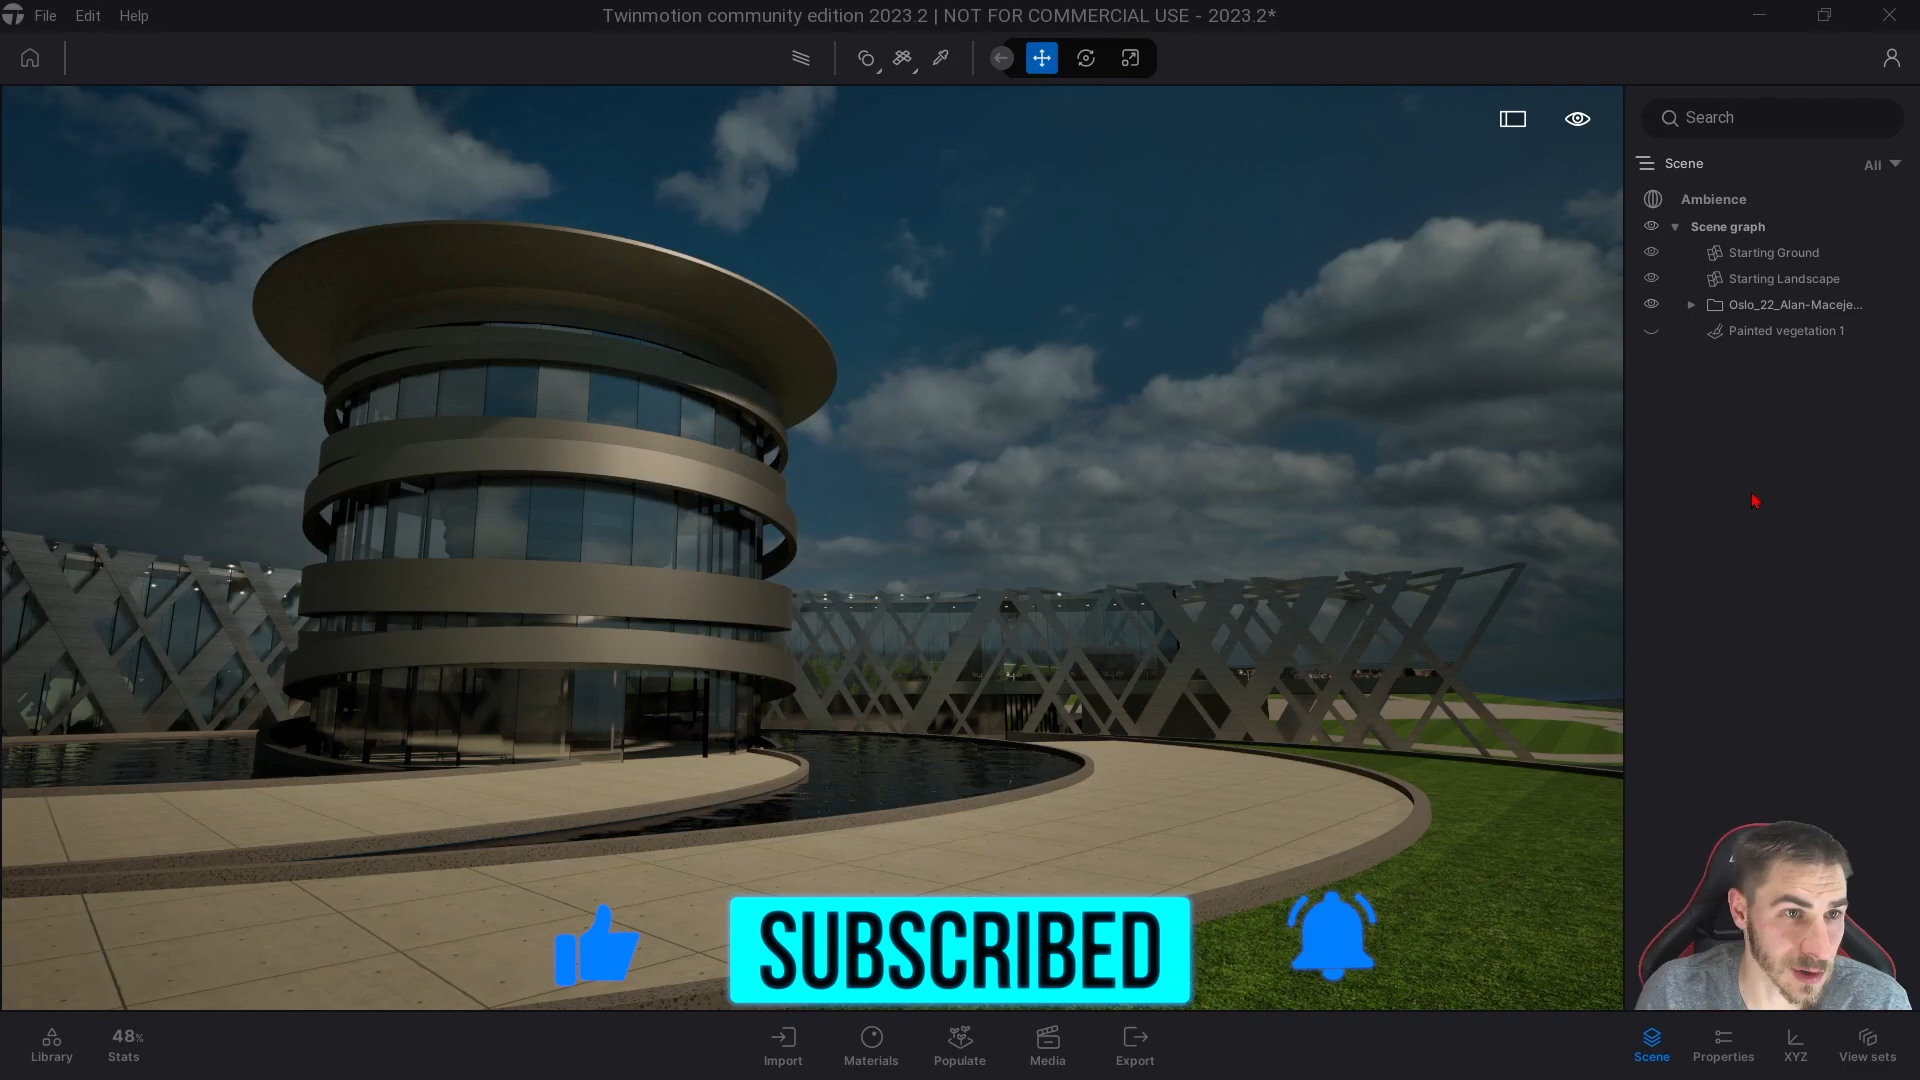 File Edit Help
Twinmotion community edition 2023.2 | NOT FOR COMMERCIAL USE - 2023.2*
Search
Scene
All
Ambience
Scene graph
Starting Ground
Starting Landscape
Oslo_22_Alan-Maceje...
Painted vegetation 1
SUBSCRIBED
48%
Library
Stats
Import
Materials
Populate
Media
Export
Scene
Properties
XYZ
View sets